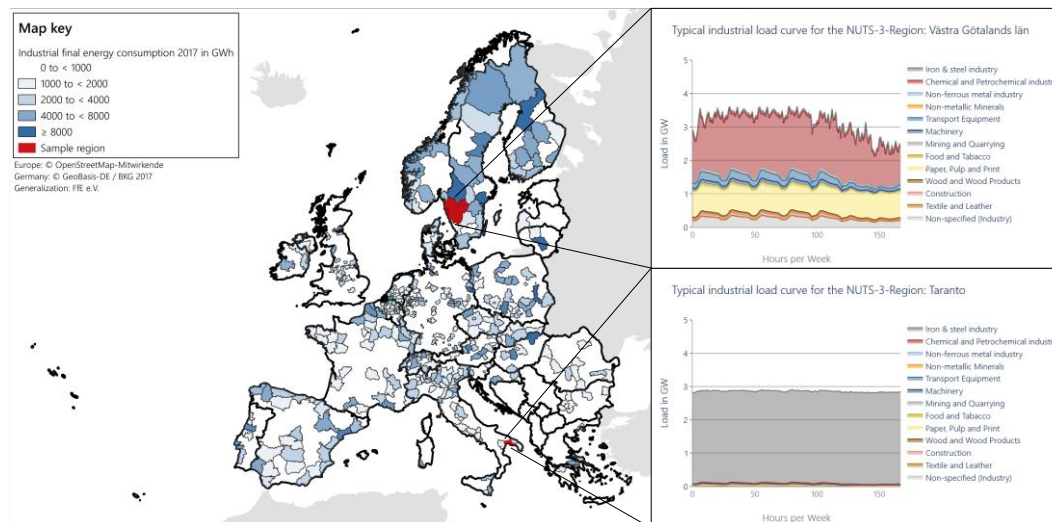 Map key
Industrial final energy consumption 2017 in GWh
0 to < 1000
1000 to < 2000
2000 to < 4000
4000 to < 8000
≥ 8000
Sample region
Europe: © OpenStreetMap-Mitwirkende
Germany: © GeoBasis-DE / BKG 2017
Generalization: FfE e.V.
Typical industrial load curve for the NUTS-3-Region: Västra Götalands län
Load in GW
5
4
3
2
1
0
0
50
100
150
Hours per Week
Iron & steel industry
Chemical and Petrochemical industr
Non-ferrous metal industry
Non-metallic Minerals
Transport Equipment
Machinery
Mining and Quarrying
Food and Tabacco
Paper, Pulp and Print
Wood and Wood Products
Construction
Textile and Leather
Non-specified (Industry)
Typical industrial load curve for the NUTS-3-Region: Taranto
Load in GW
5
4
3
2
1
0
0
50
100
150
Hours per Week
Iron & steel industry
Chemical and Petrochemical industr
Non-ferrous metal industry
Non-metallic Minerals
Transport Equipment
Machinery
Mining and Quarrying
Food and Tabacco
Paper, Pulp and Print
Wood and Wood Products
Construction
Textile and Leather
Non-specified (Industry)